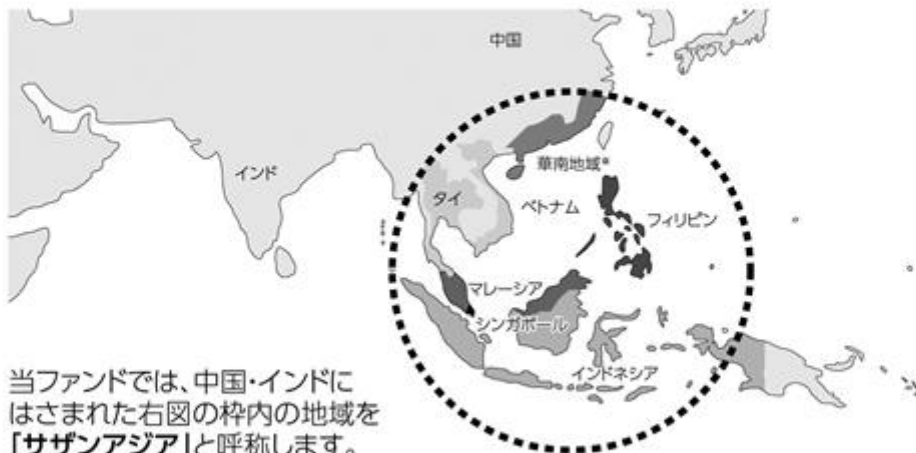 中国
インド
華南地域*
タイ
ベトナム
フィリピン
マレーシア
シンガポール
インドネシア
当ファンドでは、中国・インドに
はさまれた右図の枠内の地域を
「サザンアジア」と呼称します。